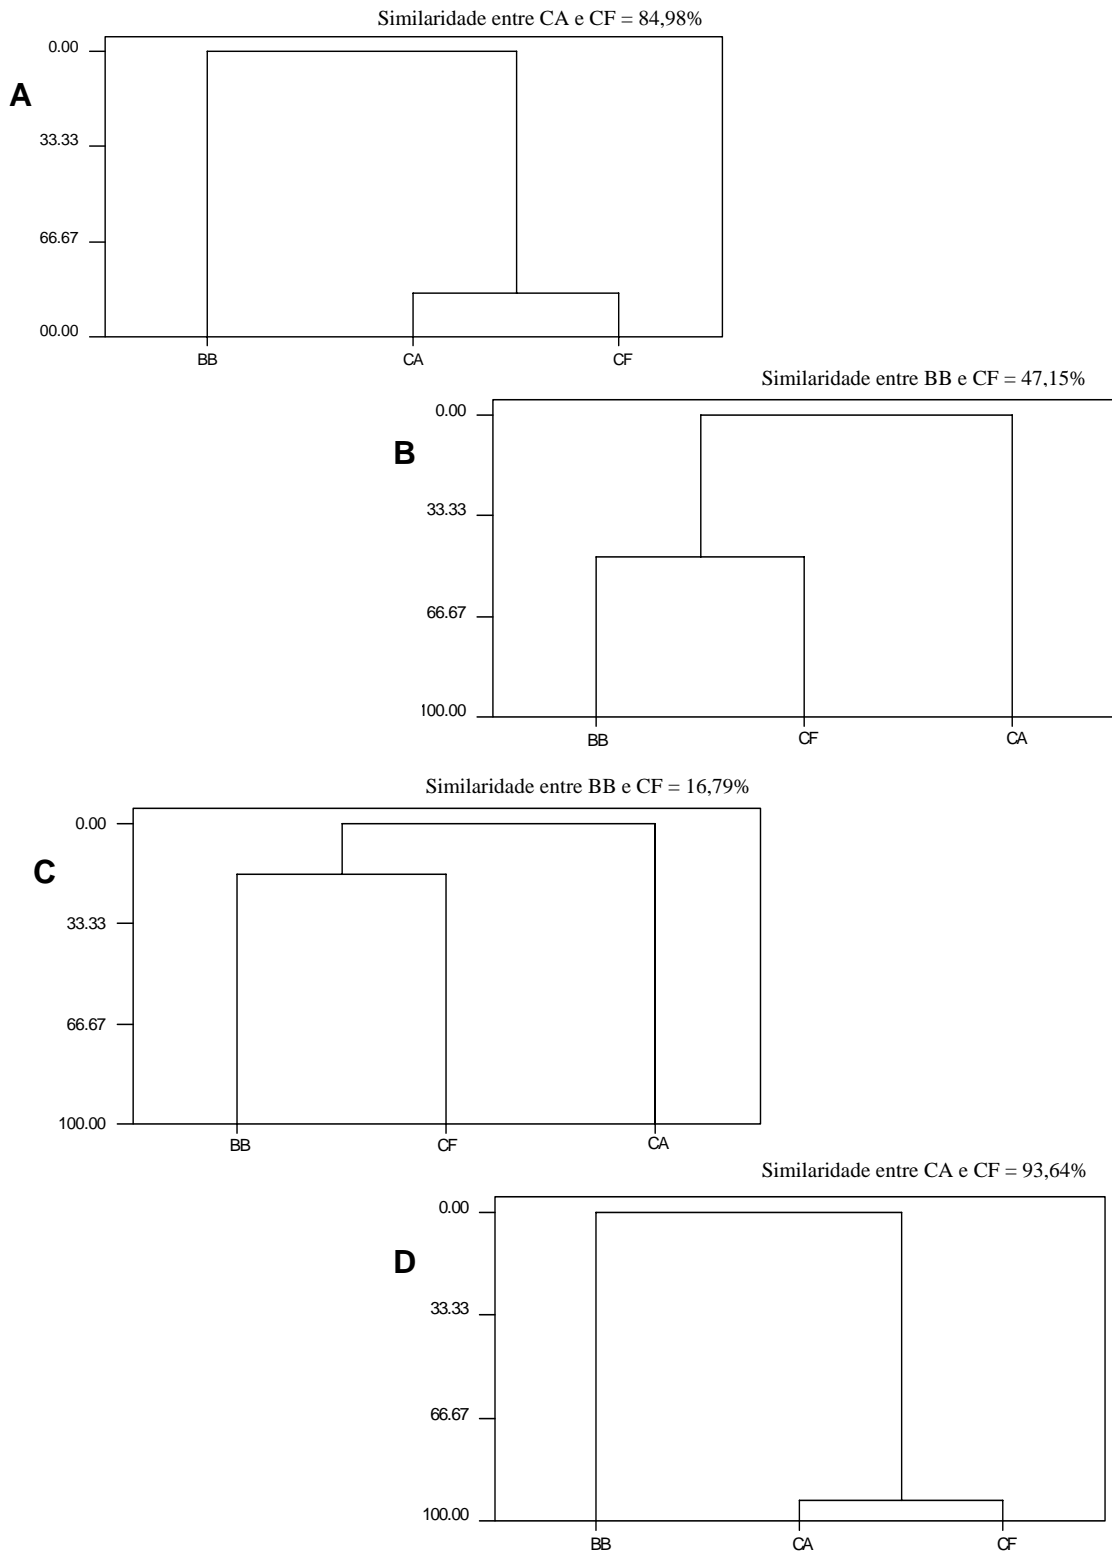 Similaridade entre CA e CF = 84,98%
0.00
A
33.33
66.67
00.00
BB CA CF
Similaridade entre BB e CF = 47,15%
0.00
B
33.33
66.67
100.00
BB CF CA
Similaridade entre BB e CF = 16,79%
0.00
C
33.33
66.67
100.00
BB CF CA
Similaridade entre CA e CF = 93,64%
0.00
D
33.33
66.67
100.00
BB CA CF